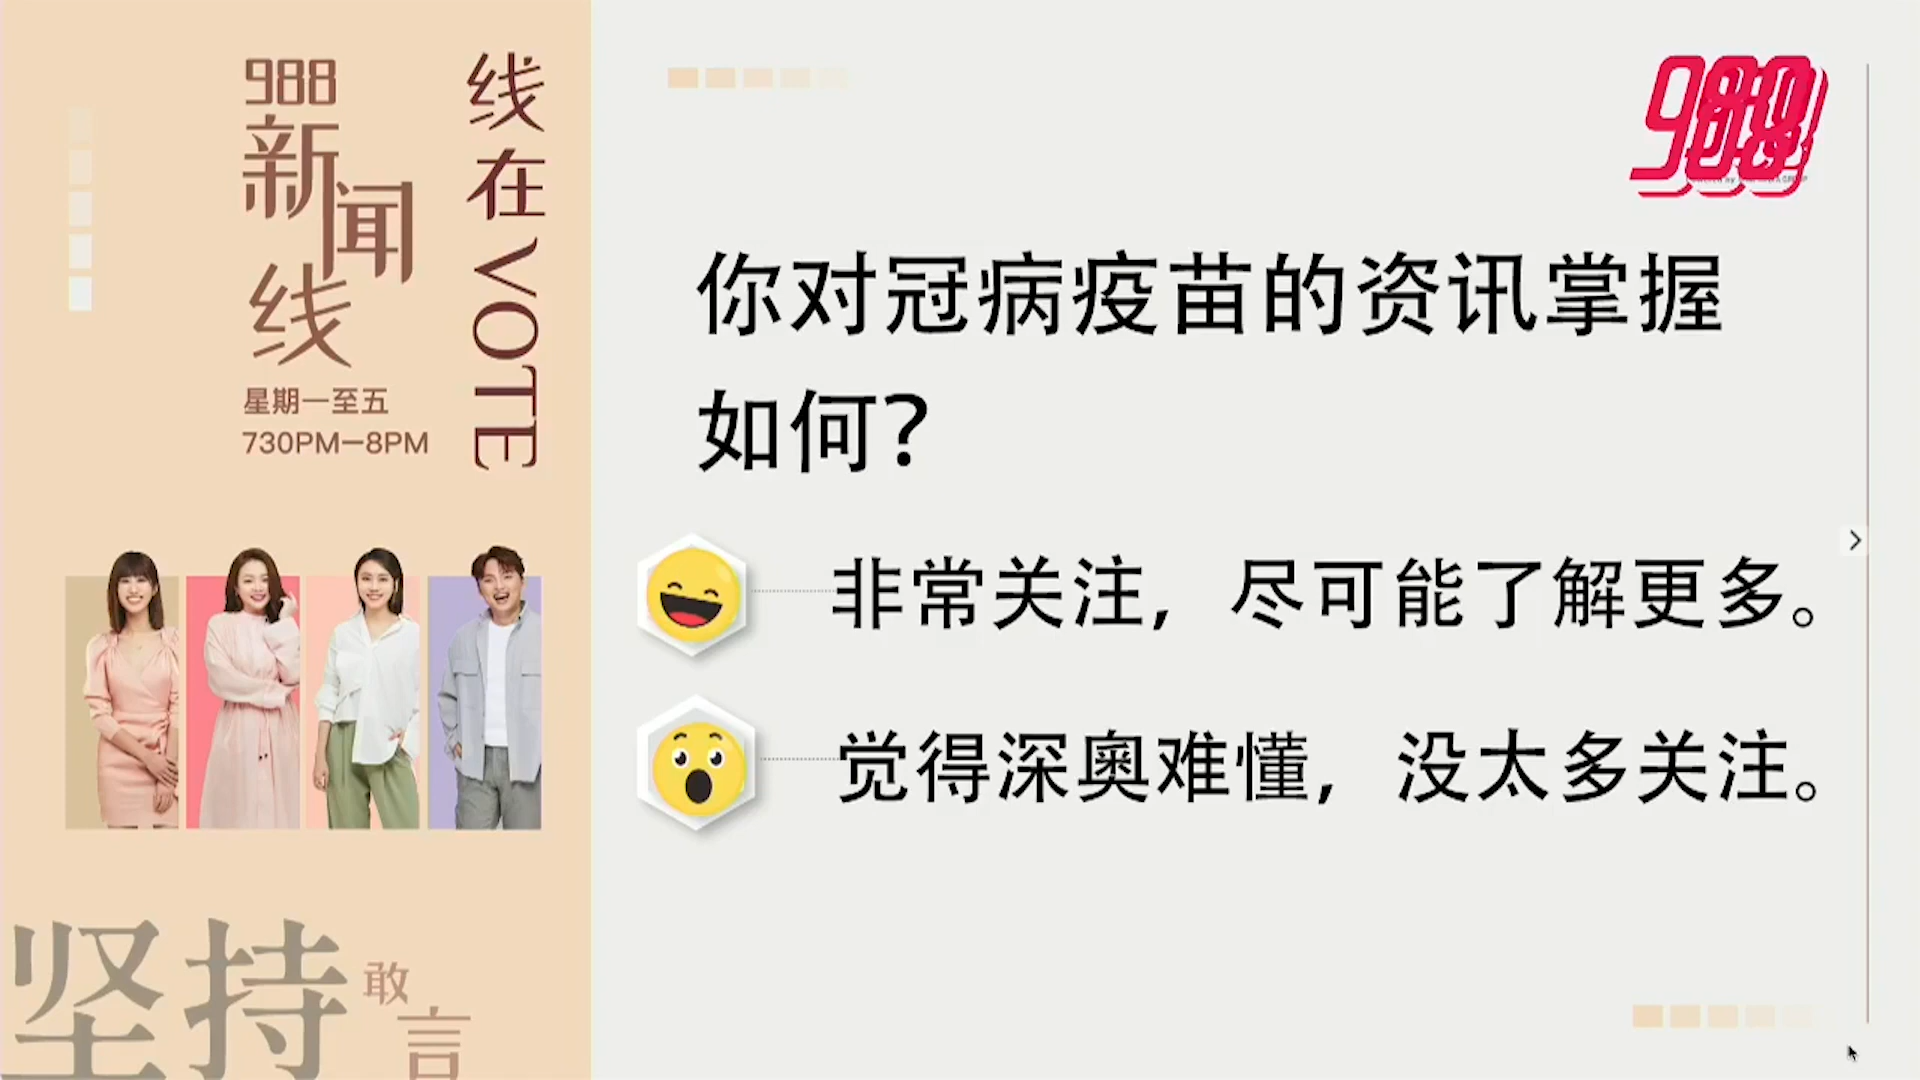 988
新闻线
星期一至五
730PM—8PM
线在VOTE
坚持
敢言
988
你对冠病疫苗的资讯掌握
如何？
非常关注，尽可能了解更多。
觉得深奥难懂，没太多关注。